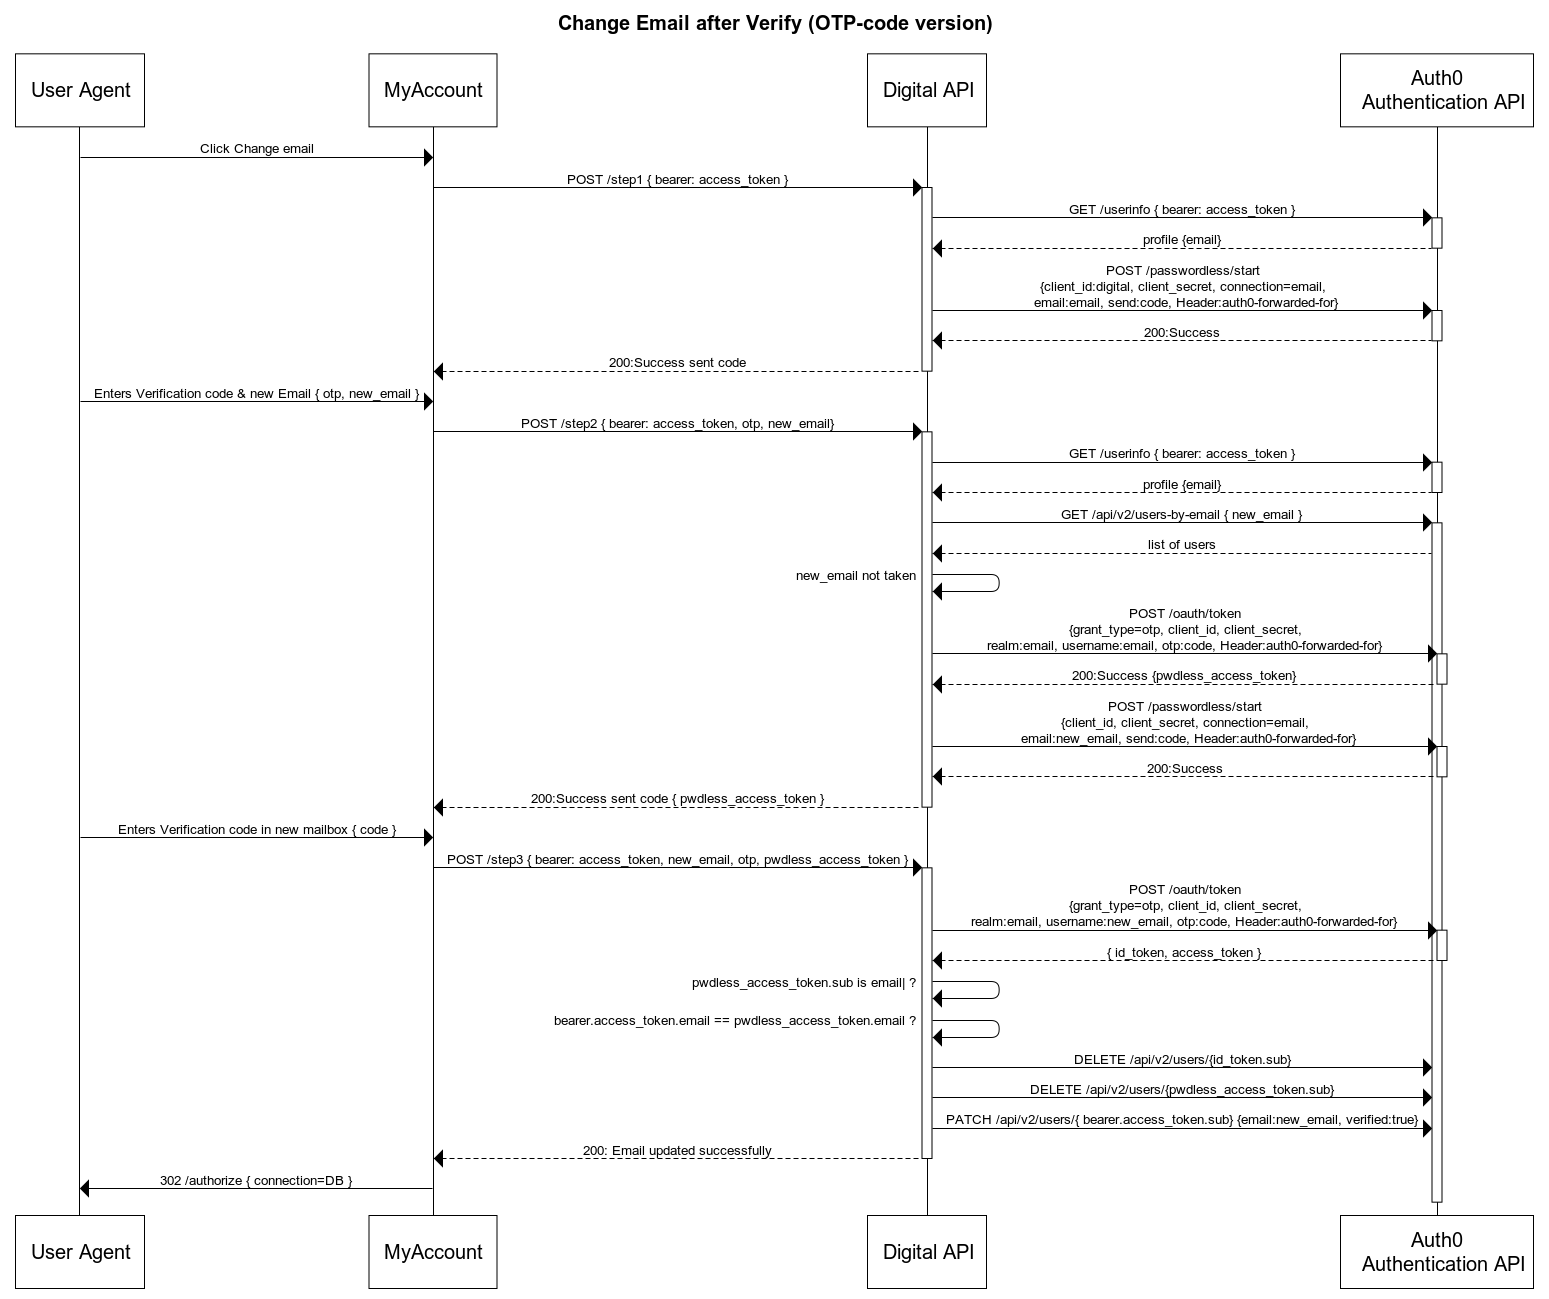 Change Email after Verify (OTP-code version)
User Agent
MyAccount
Digital API
Auth0
Authentication API
Click Change email
POST /step1 { bearer: access_token }
GET /userinfo { bearer: access_token }
profile {email}
POST /passwordless/start
{client_id:digital, client_secret, connection=email,
email:email, send:code, Header:auth0-forwarded-for}
200:Success
200:Success sent code
Enters Verification code & new Email { otp, new_email }
POST /step2 { bearer: access_token, otp, new_email}
GET /userinfo { bearer: access_token }
profile {email}
GET /api/v2/users-by-email { new_email }
list of users
new_email not taken
POST /oauth/token
{grant_type=otp, client_id, client_secret,
realm:email, username:email, otp:code, Header:auth0-forwarded-for}
200:Success {pwdless_access_token}
POST /passwordless/start
{client_id, client_secret, connection=email,
email:new_email, send:code, Header:auth0-forwarded-for}
200:Success
200:Success sent code { pwdless_access_token }
Enters Verification code in new mailbox { code }
POST /step3 { bearer: access_token, new_email, otp, pwdless_access_token }
POST /oauth/token
{grant_type=otp, client_id, client_secret,
realm:email, username:new_email, otp:code, Header:auth0-forwarded-for}
{ id_token, access_token }
pwdless_access_token.sub is email| ?
bearer.access_token.email == pwdless_access_token.email ?
DELETE /api/v2/users/{id_token.sub}
DELETE /api/v2/users/{pwdless_access_token.sub}
PATCH /api/v2/users/{ bearer.access_token.sub} {email:new_email, verified:true}
200: Email updated successfully
302 /authorize { connection=DB }
User Agent
MyAccount
Digital API
Auth0
Authentication API